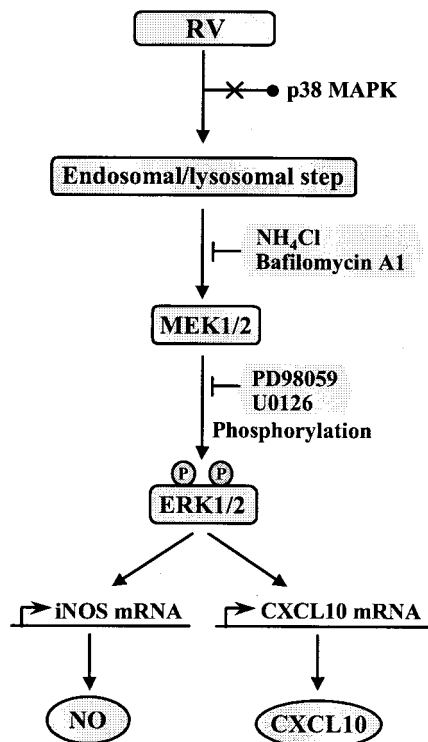 RV
p38 MAPK
Endosomal/lysosomal step
NH₄Cl
Bafilomycin A1
MEK1/2
PD98059
U0126
Phosphorylation
P P
ERK1/2
iNOS mRNA CXCL10 mRNA
NO CXCL10